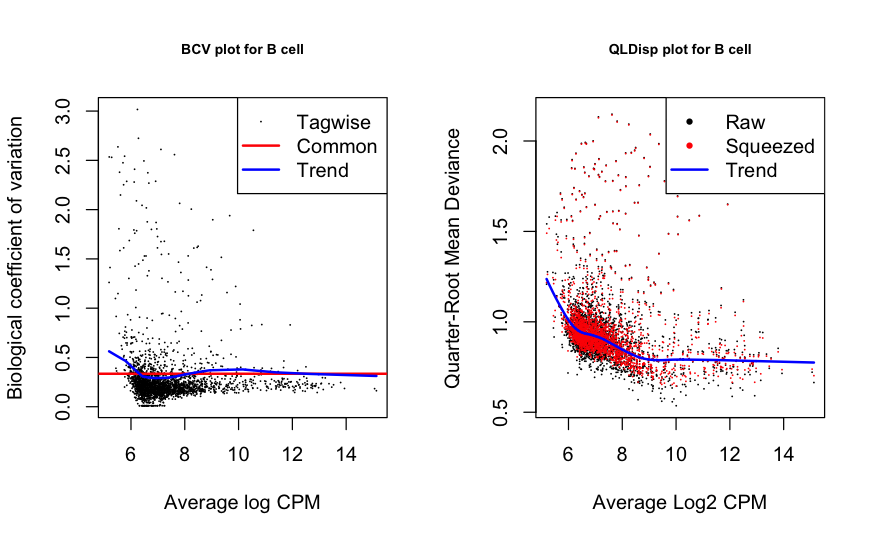 BCV plot for B cell
Biological coefficient of variation
3.0
2.5
2.0
1.5
1.0
0.5
0.0
Tagwise
Common
Trend
6 8 10 12 14
Average log CPM
QLDisp plot for B cell
Quarter-Root Mean Deviance
2.0
1.5
1.0
0.5
Raw
Squeezed
Trend
6 8 10 12 14
Average Log2 CPM